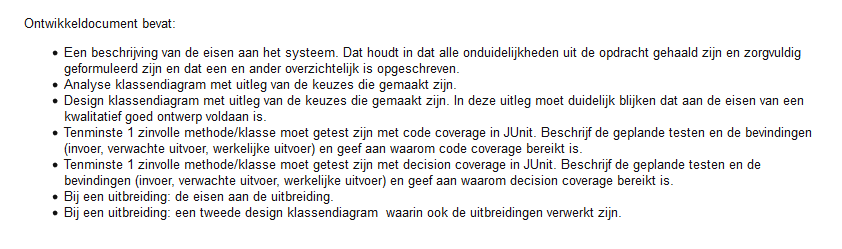 Ontwikkeldocument bevat:
• Een beschrijving van de eisen aan het systeem. Dat houdt in dat alle onduidelijkheden uit de opdracht gehaald zijn en zorgvuldig
geformuleerd zijn en dat een en ander overzichtelijk is opgeschreven.
• Analyse klassendiagram met uitleg van de keuzes die gemaakt zijn.
• Design klassendiagram met uitleg van de keuzes die gemaakt zijn. In deze uitleg moet duidelijk blijken dat aan de eisen van een
kwalitatief goed ontwerp voldaan is.
• Tenminste 1 zinvolle methode/klasse moet getest zijn met code coverage in JUnit. Beschrijf de geplande testen en de bevindingen
(invoer, verwachte uitvoer, werkelijke uitvoer) en geef aan waarom code coverage bereikt is.
• Tenminste 1 zinvolle methode/klasse moet getest zijn met decision coverage in JUnit. Beschrijf de geplande testen en de
bevindingen (invoer, verwachte uitvoer, werkelijke uitvoer) en geef aan waarom decision coverage bereikt is.
• Bij een uitbreiding: de eisen aan de uitbreiding.
• Bij een uitbreiding: een tweede design klassendiagram waarin ook de uitbreidingen verwerkt zijn.